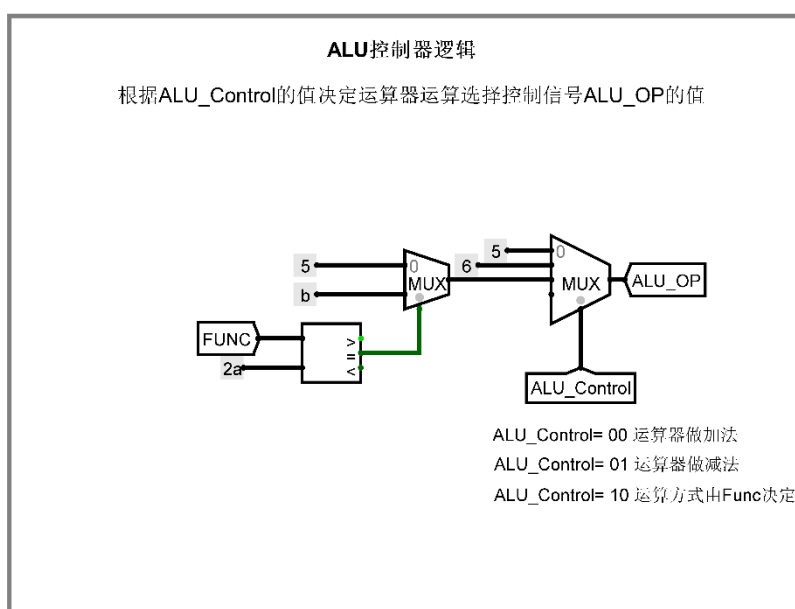 ALU控制器逻辑
根据ALU_Control的值决定运算器运算选择控制信号ALU_OP的值
5
0
6
5
0
MUX
MUX
ALU_OP
b
FUNC
>
=
<
2a
ALU_Control
ALU_Control= 00 运算器做加法
ALU_Control= 01 运算器做减法
ALU_Control= 10 运算方式由Func决定